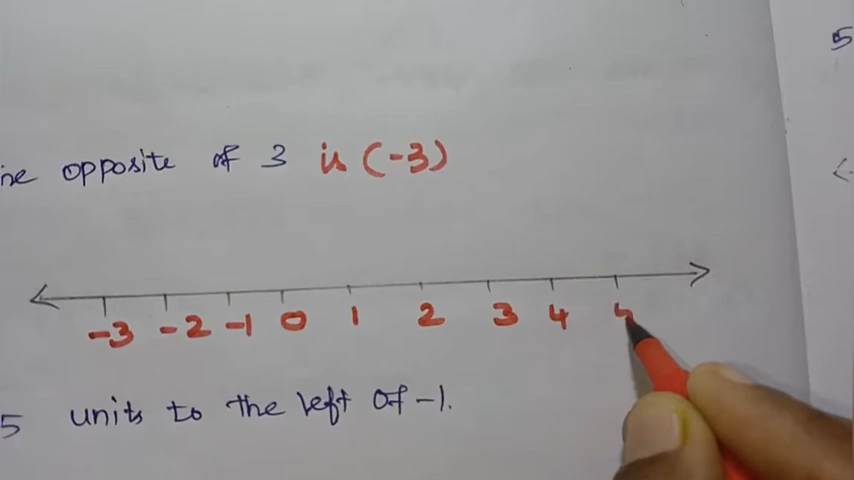 opposite of 3 is (-3)
-3 -2 -1 0 1 2 3 4
5 units to the left of -1.
5